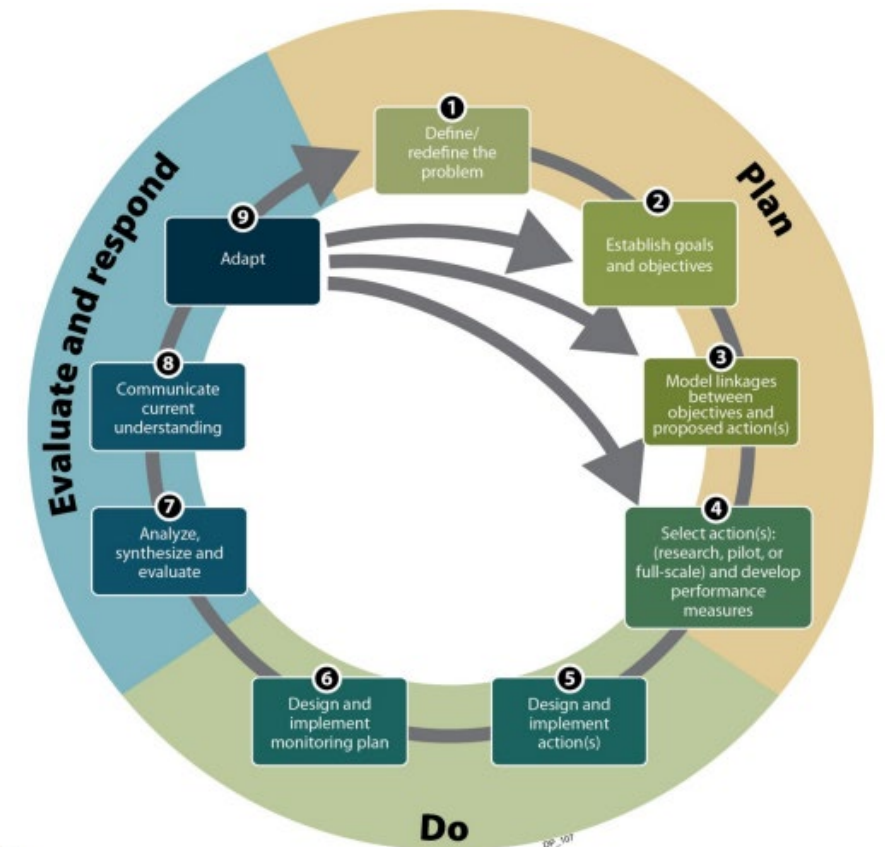 Plan
1
Define/
redefine the
problem
2
Establish goals
and objectives
3
Model linkages
between
objectives and
proposed action(s)
4
Select action(s):
(research, pilot, or
full-scale) and develop
performance
measures
Do
5
Design and
implement
action(s)
6
Design and
implement
monitoring plan
Evaluate and respond
7
Analyze,
synthesize and
evaluate
8
Communicate
current
understanding
9
Adapt
DP_107